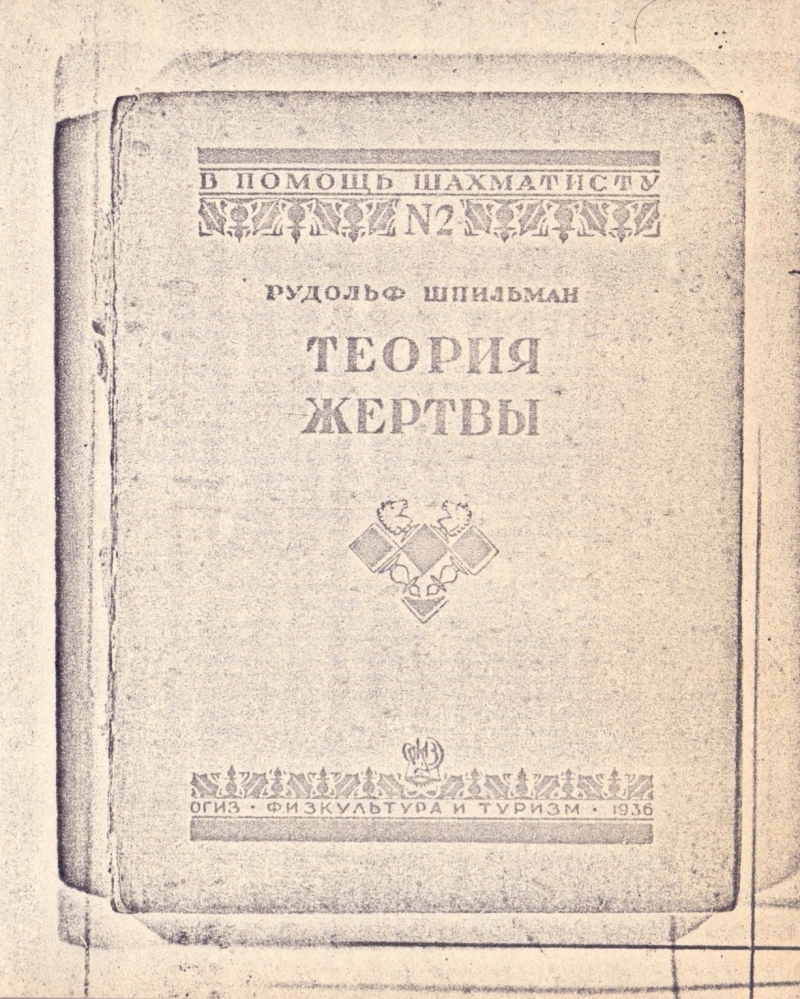 В ПОМОЩЬ ШАХМАТИСТУ
N2
РУДОЛЬФ ШПИЛЬМАН
ТЕОРИЯ
ЖЕРТВЫ
ОГИЗ • ФИЗКУЛЬТУРА И ТУРИЗМ • 1936